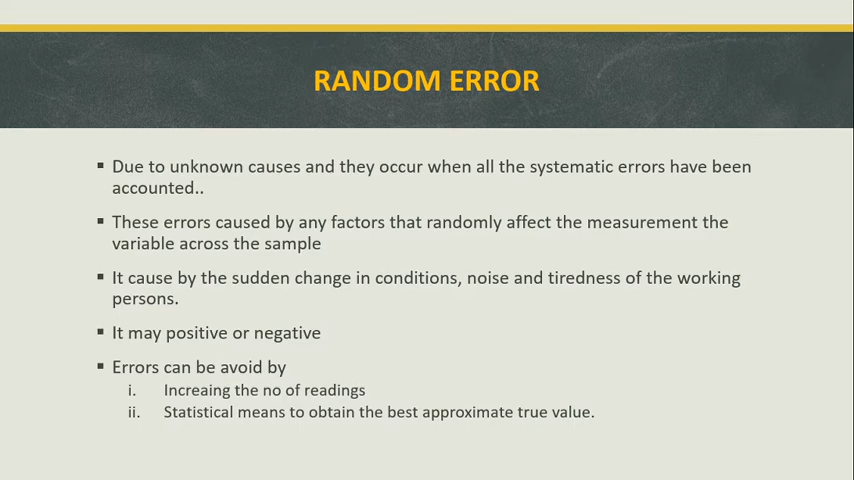 RANDOM ERROR
▪ Due to unknown causes and they occur when all the systematic errors have been
accounted..
▪ These errors caused by any factors that randomly affect the measurement the
variable across the sample
▪ It cause by the sudden change in conditions, noise and tiredness of the working
persons.
▪ It may positive or negative
▪ Errors can be avoid by
i. Increaing the no of readings
ii. Statistical means to obtain the best approximate true value.